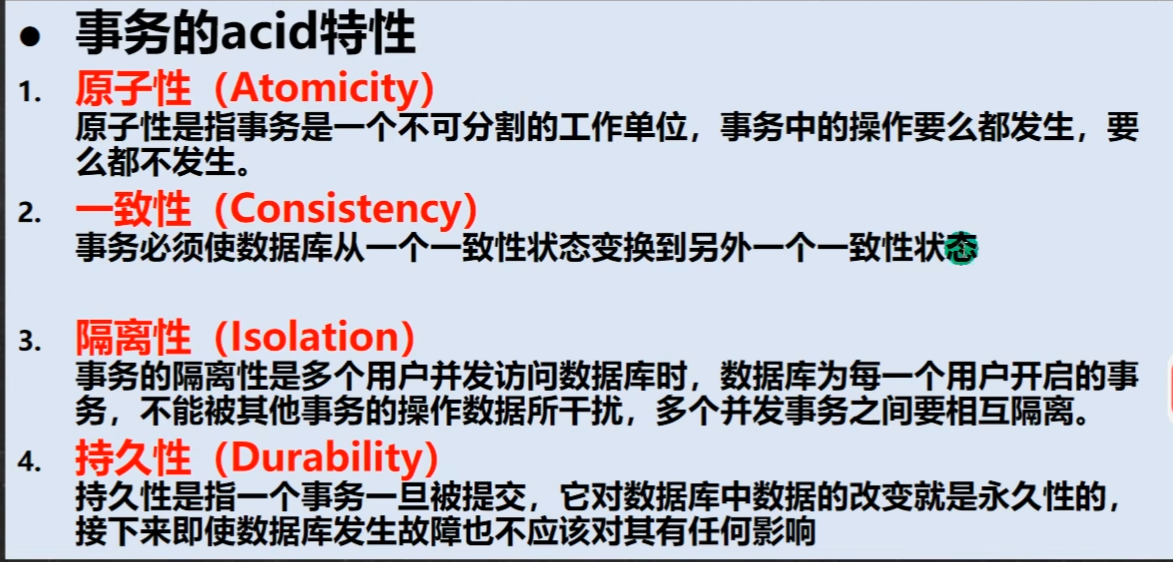 ● 事务的acid特性
1. 原子性（Atomicity）
原子性是指事务是一个不可分割的工作单位，事务中的操作要么都发生，要
么都不发生。
2. 一致性（Consistency）
事务必须使数据库从一个一致性状态变换到另外一个一致性状态
3. 隔离性（Isolation）
事务的隔离性是多个用户并发访问数据库时，数据库为每一个用户开启的事
务，不能被其他事务的操作数据所干扰，多个并发事务之间要相互隔离。
4. 持久性（Durability）
持久性是指一个事务一旦被提交，它对数据库中数据的改变就是永久性的，
接下来即使数据库发生故障也不应该对其有任何影响